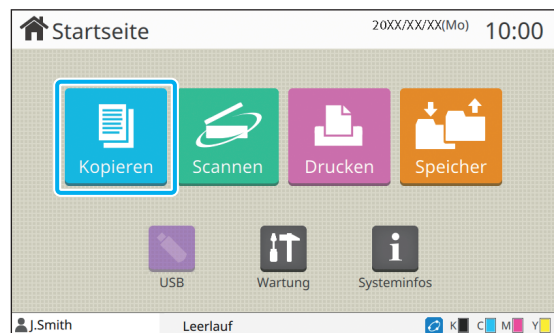 Startseite 20XX/XX/XX(Mo) 10:00
Kopieren Scannen Drucken Speicher
USB Wartung Systeminfos
J.Smith Leerlauf K C M Y